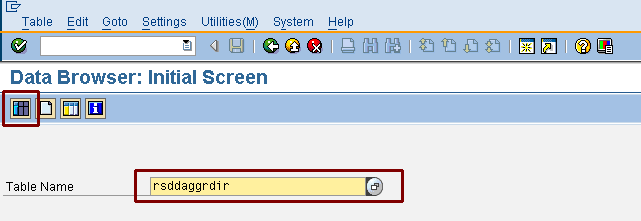 Table Edit Goto Settings Utilities(M) System Help
Data Browser: Initial Screen
Table Name rsddaggrdir